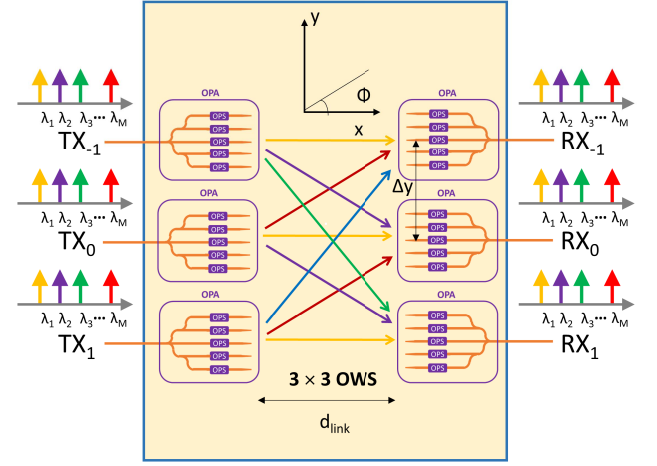 y
Φ
x
OPA
OPA
λ1 λ2 λ3 ··· λM
TX-1
OPS
OPS
OPS
OPS
OPS
OPS
OPS
OPS
OPS
OPS
λ1 λ2 λ3 ··· λM
RX-1
Δy
OPA
OPA
λ1 λ2 λ3 ··· λM
TX0
OPS
OPS
OPS
OPS
OPS
OPS
OPS
OPS
OPS
OPS
λ1 λ2 λ3 ··· λM
RX0
OPA
OPA
λ1 λ2 λ3 ··· λM
TX1
OPS
OPS
OPS
OPS
OPS
OPS
OPS
OPS
OPS
OPS
λ1 λ2 λ3 ··· λM
RX1
3 × 3 OWS
dlink